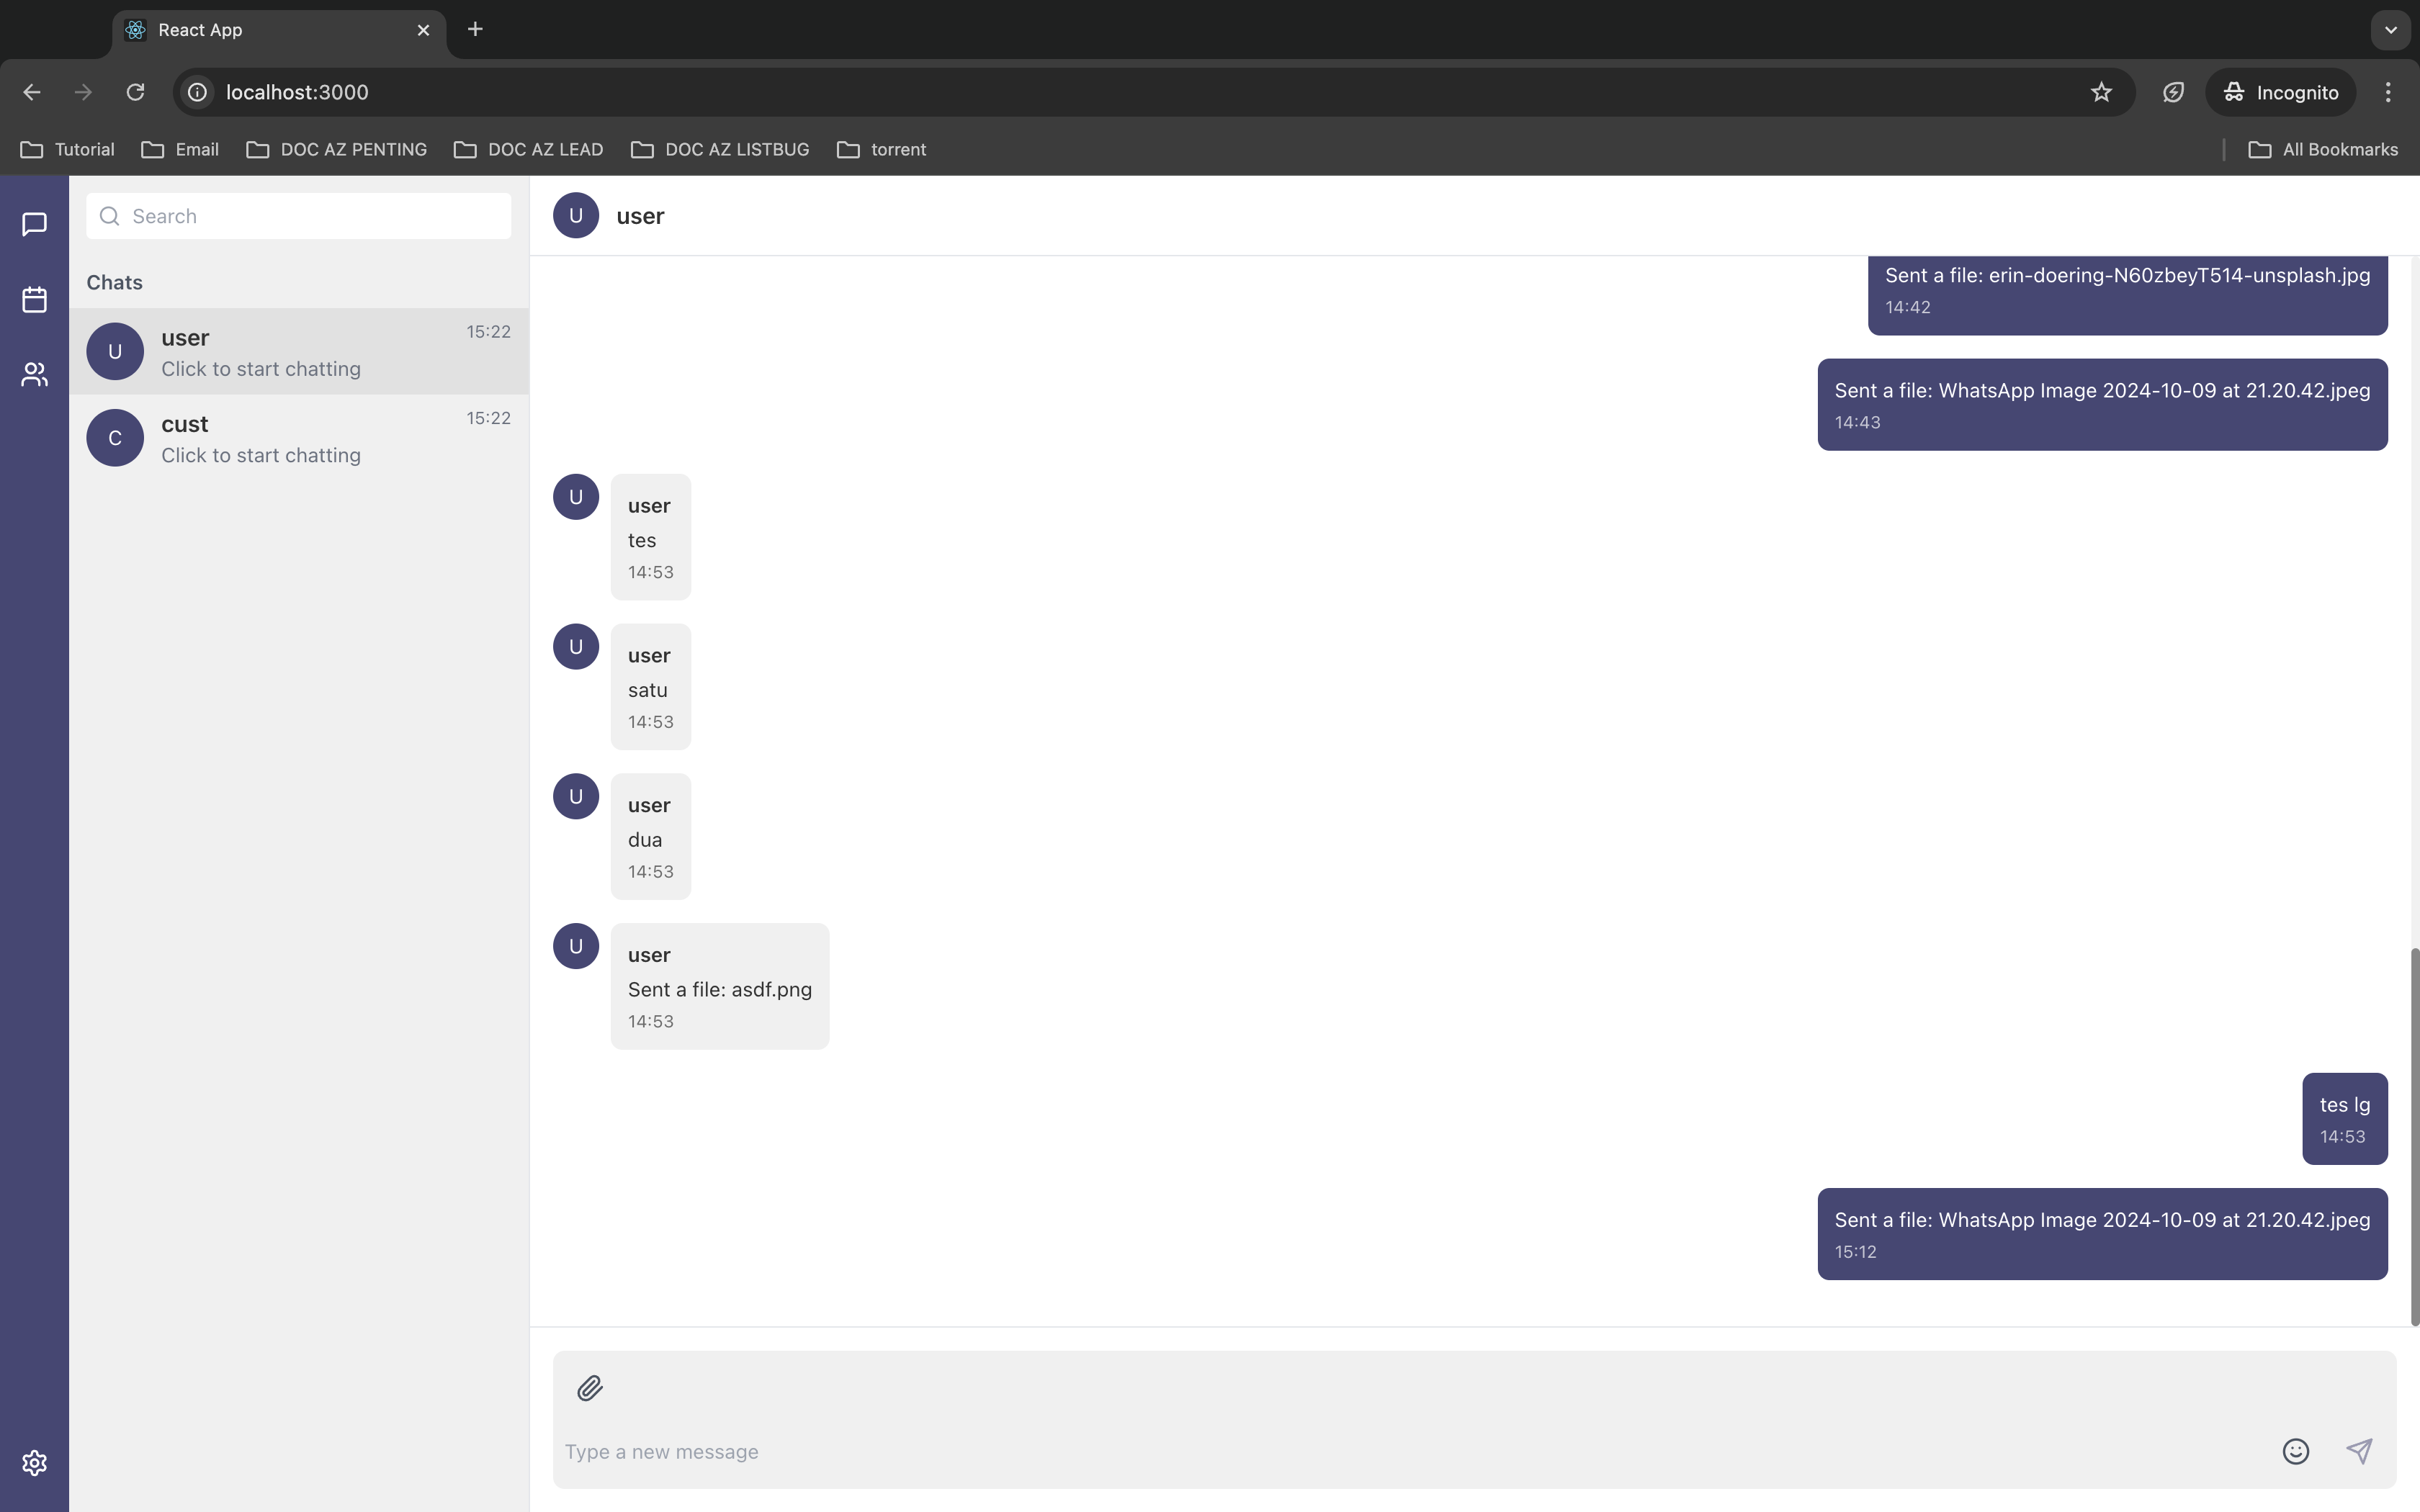 React App
localhost:3000
Incognito
Tutorial
Email
DOC AZ PENTING
DOC AZ LEAD
DOC AZ LISTBUG
torrent
All Bookmarks
Search
Chats
U
user
15:22
Click to start chatting
C
cust
15:22
Click to start chatting
U
user
Sent a file: erin-doering-N60zbeyT514-unsplash.jpg
14:42
Sent a file: WhatsApp Image 2024-10-09 at 21.20.42.jpeg
14:43
U
user
tes
14:53
U
user
satu
14:53
U
user
dua
14:53
U
user
Sent a file: asdf.png
14:53
tes lg
14:53
Sent a file: WhatsApp Image 2024-10-09 at 21.20.42.jpeg
15:12
Type a new message